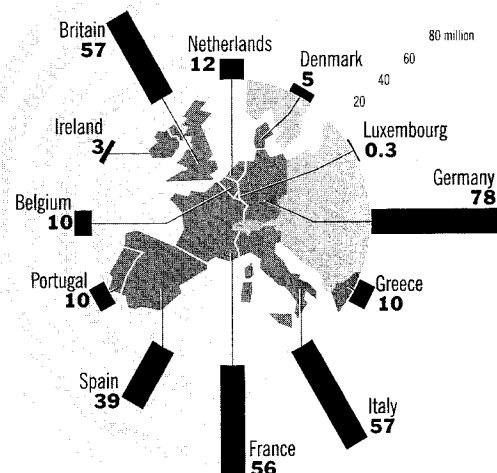 Britain
57
Netherlands
12
Denmark
5
80 million
60
40
20
Ireland
3
Luxembourg
0.3
Germany
78
Belgium
10
Portugal
10
Greece
10
Spain
39
Italy
57
France
56